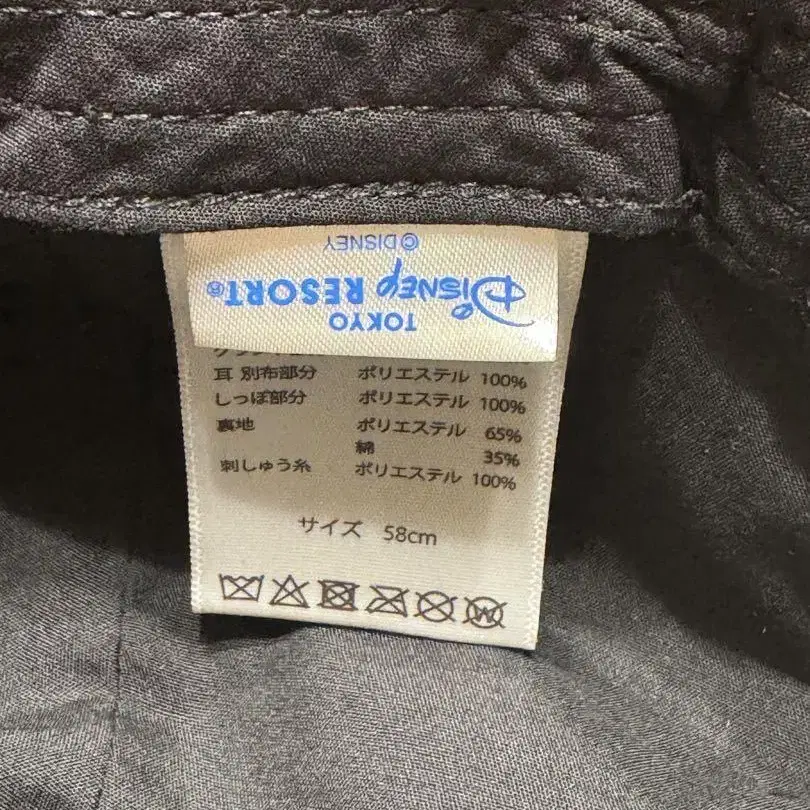 TOKYO
DISNEY RESORT®
© DISNEY
耳 別布部分 ポリエステル 100%
しっぽ部分 ポリエステル 100%
裏地 ポリエステル 65%
綿 35%
刺しゅう糸 ポリエステル 100%
サイズ 58cm
W